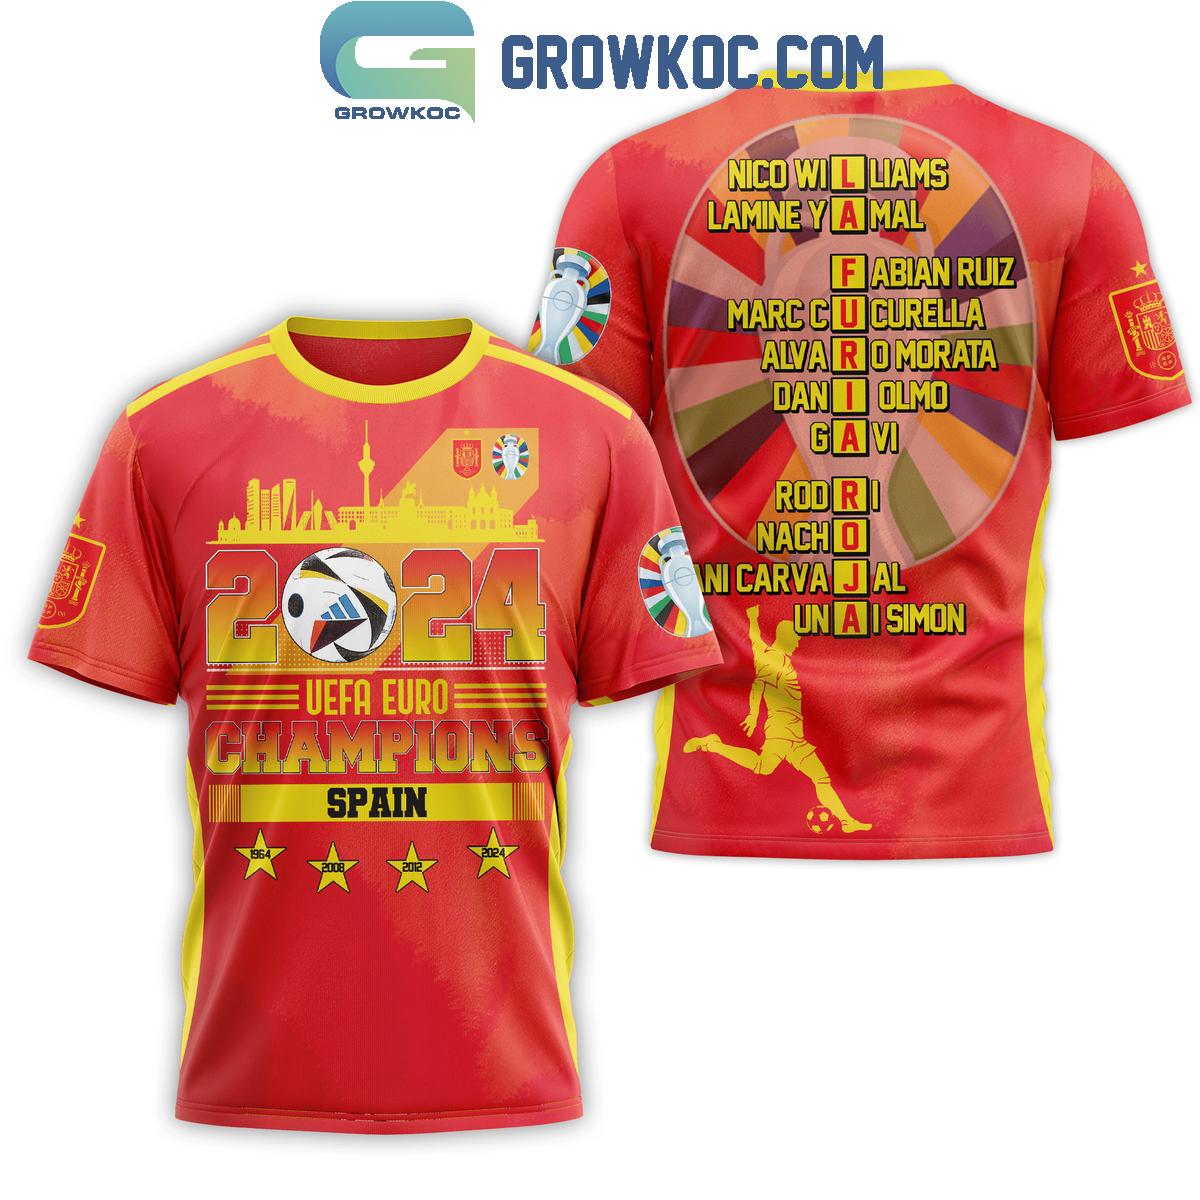 GROWKOC
GROWKOC.COM
NICO WILLIAMS
LAMINE YAMAL
FABIAN RUIZ
MARC CUCURELLA
ALVARO MORATA
DANI OLMO
GAVI
RODRI
NACHO
ANI CARVAJAL
UNAI SIMON
2024
UEFA EURO
CHAMPIONS
SPAIN
1964
2008
2012
2024